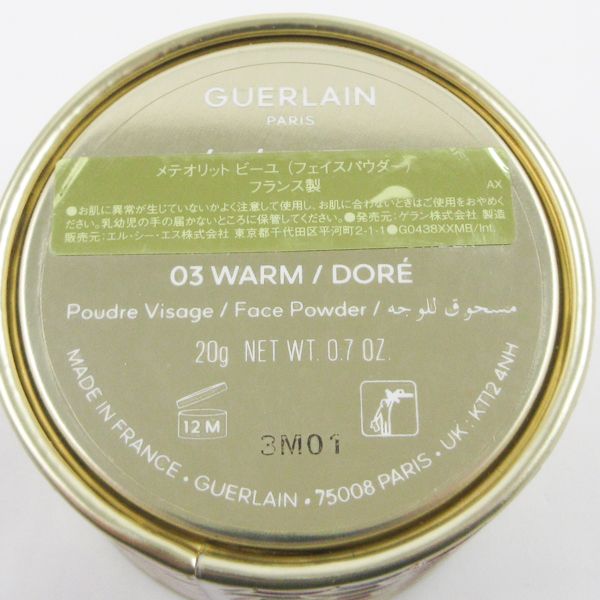 GUERLAIN
PARIS
メテオリット ビーユ (フェイスパウダー)
フランス製
AX
●お肌に異常が生じていないかよく注意して使用し、お肌に合わないときはご使用をおやめく
ださい。乳幼児の手の届かないところに保管してください。●発売元:ゲラン株式会社 製造
販売元:エル・シー・エス株式会社 東京都千代田区平河町2-1-1●G0438XXMB/Int.
03 WARM / DORÉ
Poudre Visage / Face Powder / مسحوق للوجه
20g NET WT. 0.7 OZ.
12 M
3M01
MADE IN FRANCE • GUERLAIN • 75008 PARIS • UK: KT12 4NH